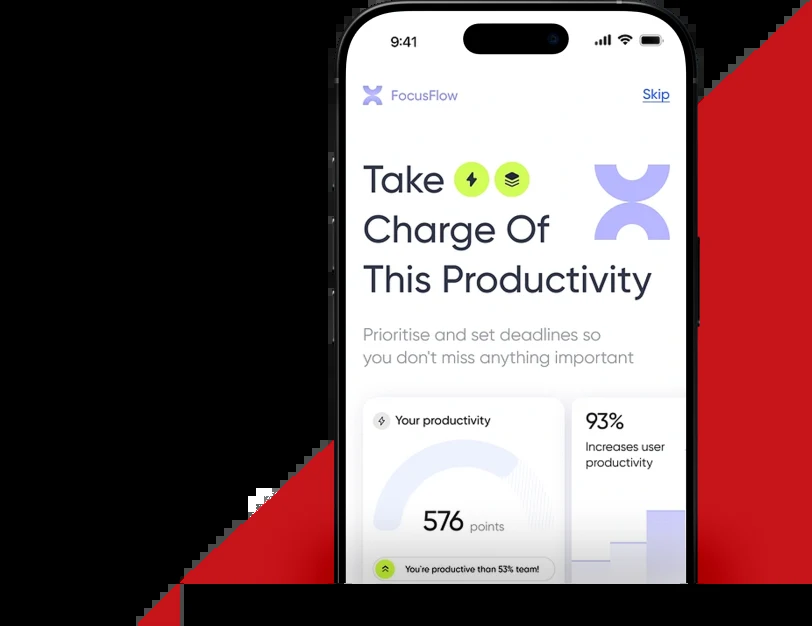 9:41
FocusFlow
Skip
Take
Charge Of
This Productivity
Prioritise and set deadlines so
you don't miss anything important
Your productivity
576 points
You're productive than 53% team!
93%
Increases user
productivity